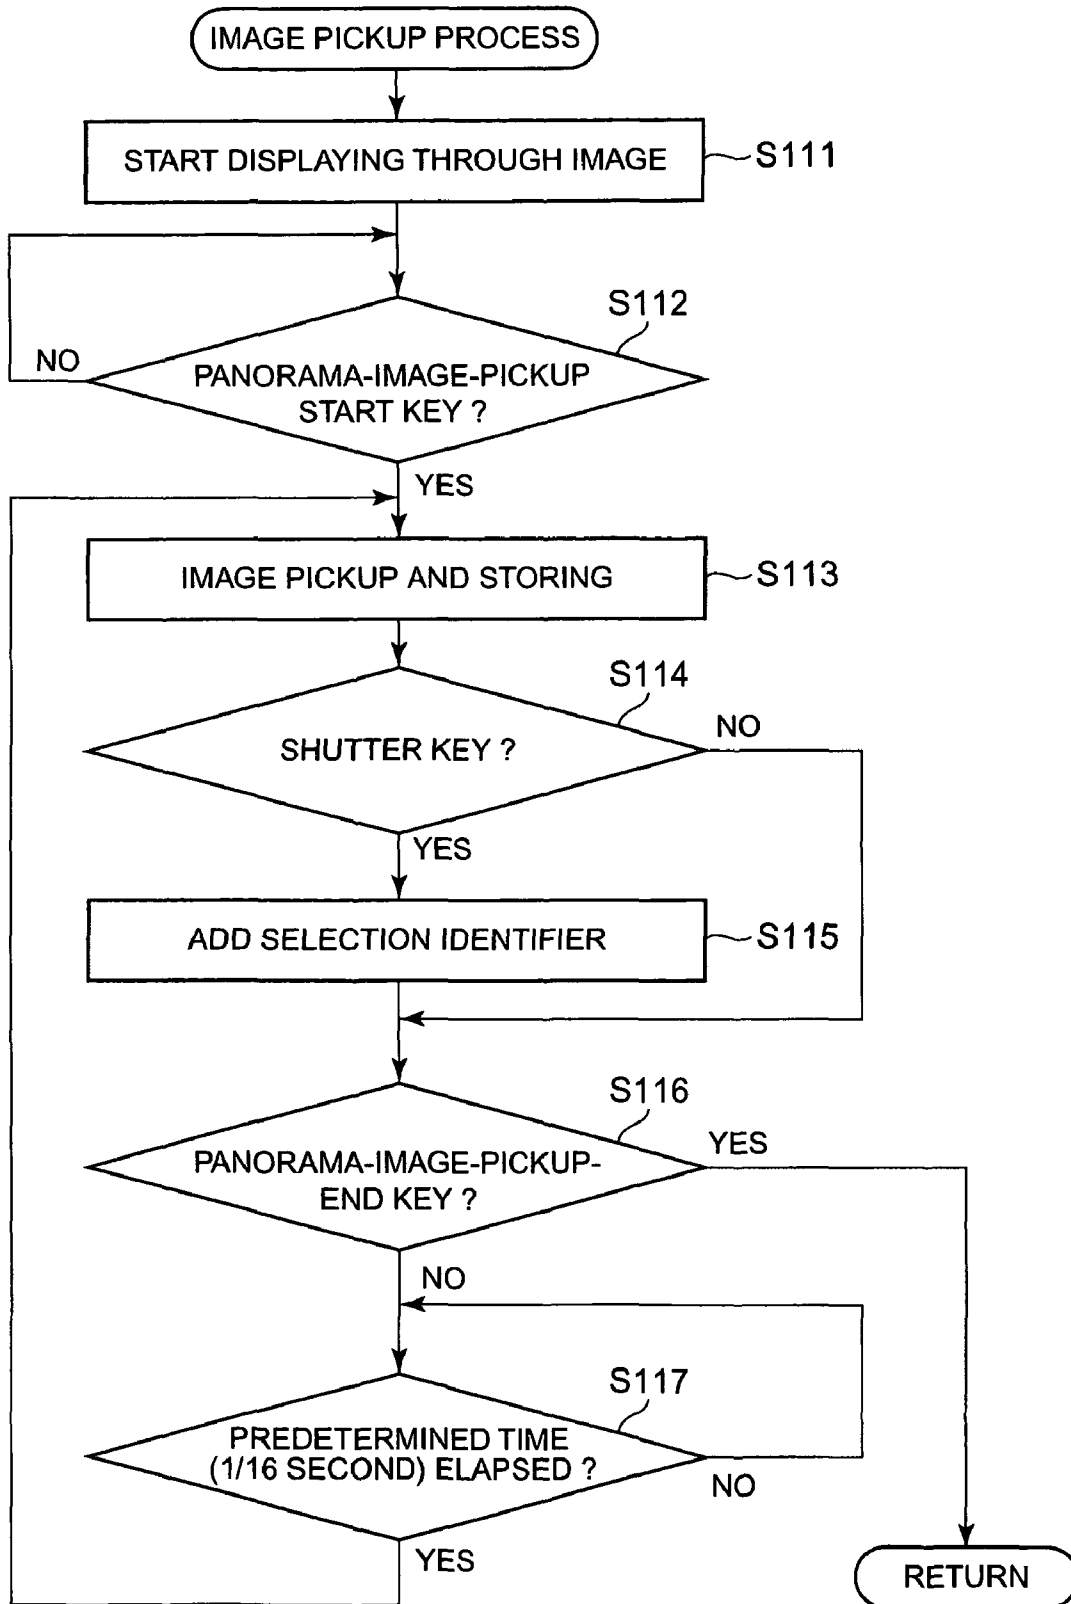 IMAGE PICKUP PROCESS
START DISPLAYING THROUGH IMAGE
S111
S112
NO
PANORAMA-IMAGE-PICKUP
START KEY ?
YES
IMAGE PICKUP AND STORING
S113
S114
NO
SHUTTER KEY ?
YES
ADD SELECTION IDENTIFIER
S115
S116
YES
PANORAMA-IMAGE-PICKUP-
END KEY ?
NO
S117
PREDETERMINED TIME
(1/16 SECOND) ELAPSED ?
NO
YES
RETURN